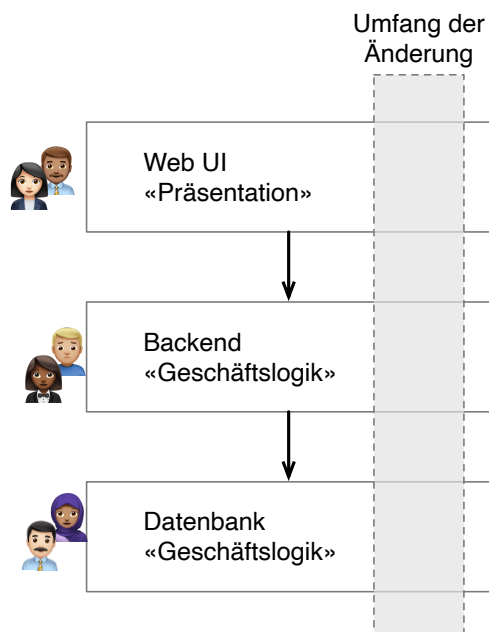 Umfang der
Änderung
Web UI
«Präsentation»
Backend
«Geschäftslogik»
Datenbank
«Geschäftslogik»